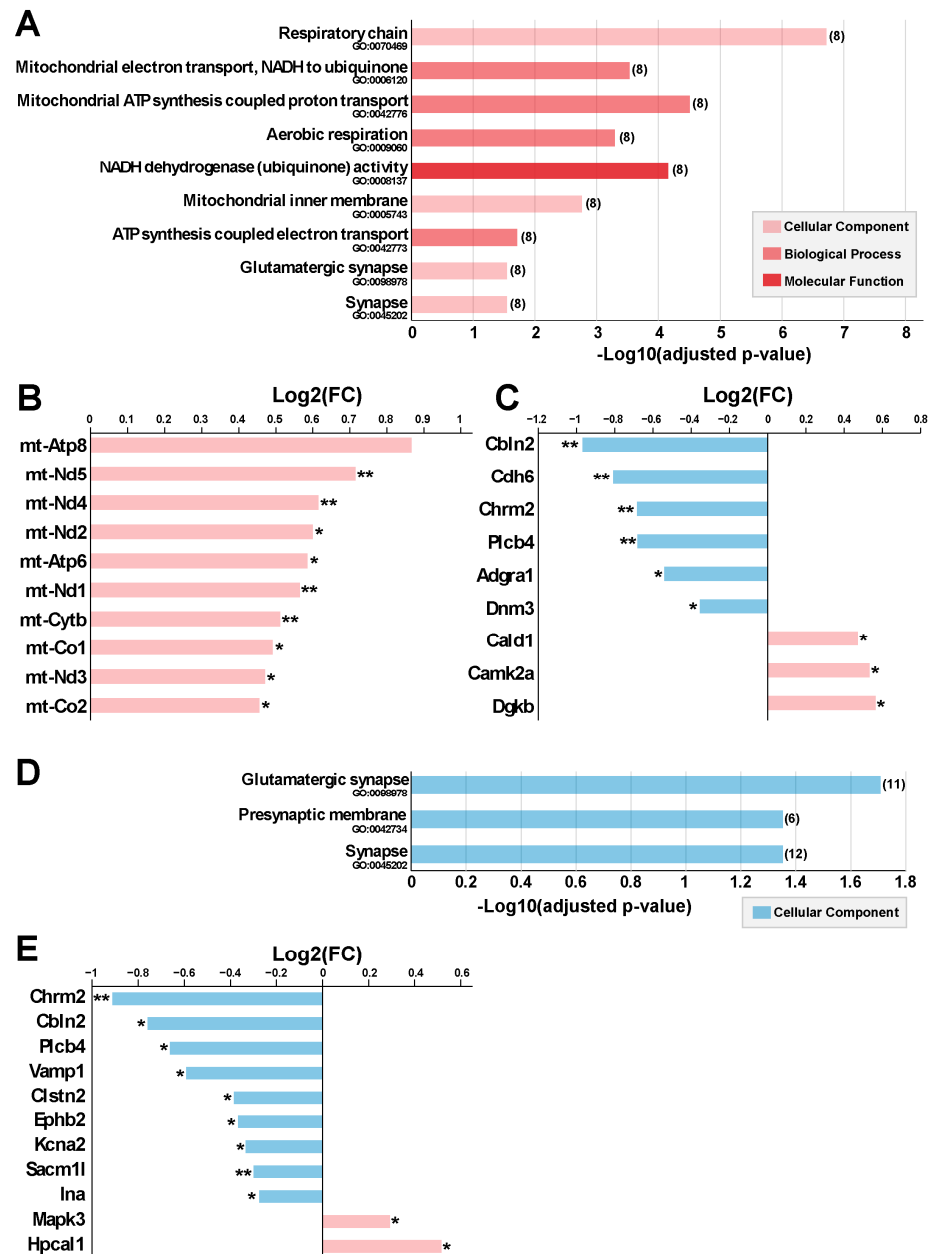 A
Respiratory chain
GO:0070469
(8)
Mitochondrial electron transport, NADH to ubiquinone
GO:0006120
(8)
Mitochondrial ATP synthesis coupled proton transport
GO:0042776
(8)
Aerobic respiration
GO:0009060
(8)
NADH dehydrogenase (ubiquinone) activity
GO:0008137
(8)
Mitochondrial inner membrane
GO:0005743
(8)
ATP synthesis coupled electron transport
GO:0042773
(8)
Glutamatergic synapse
GO:0098978
(8)
Synapse
GO:0045202
(8)
Cellular Component
Biological Process
Molecular Function
0 1 2 3 4 5 6 7 8
-Log10(adjusted p-value)
B
Log2(FC)
0 0.1 0.2 0.3 0.4 0.5 0.6 0.7 0.8 0.9 1
mt-Atp8
mt-Nd5 **
mt-Nd4 **
mt-Nd2 *
mt-Atp6 *
mt-Nd1 **
mt-Cytb **
mt-Co1 *
mt-Nd3 *
mt-Co2 *
C
Log2(FC)
−1.2 −1 −0.8 −0.6 −0.4 −0.2 0 0.2 0.4 0.6 0.8
Cbln2 **
Cdh6 **
Chrm2 **
Plcb4 **
Adgra1 *
Dnm3 *
Cald1 *
Camk2a *
Dgkb *
D
Glutamatergic synapse
GO:0098978
(11)
Presynaptic membrane
GO:0042734
(6)
Synapse
GO:0045202
(12)
0 0.2 0.4 0.6 0.8 1 1.2 1.4 1.6 1.8
-Log10(adjusted p-value)
Cellular Component
E
Log2(FC)
−1 −0.8 −0.6 −0.4 −0.2 0 0.2 0.4 0.6
Chrm2 **
Cbln2 *
Plcb4 *
Vamp1 *
Clstn2 *
Ephb2 *
Kcna2 *
Sacm1l **
Ina *
Mapk3 *
Hpcal1 *